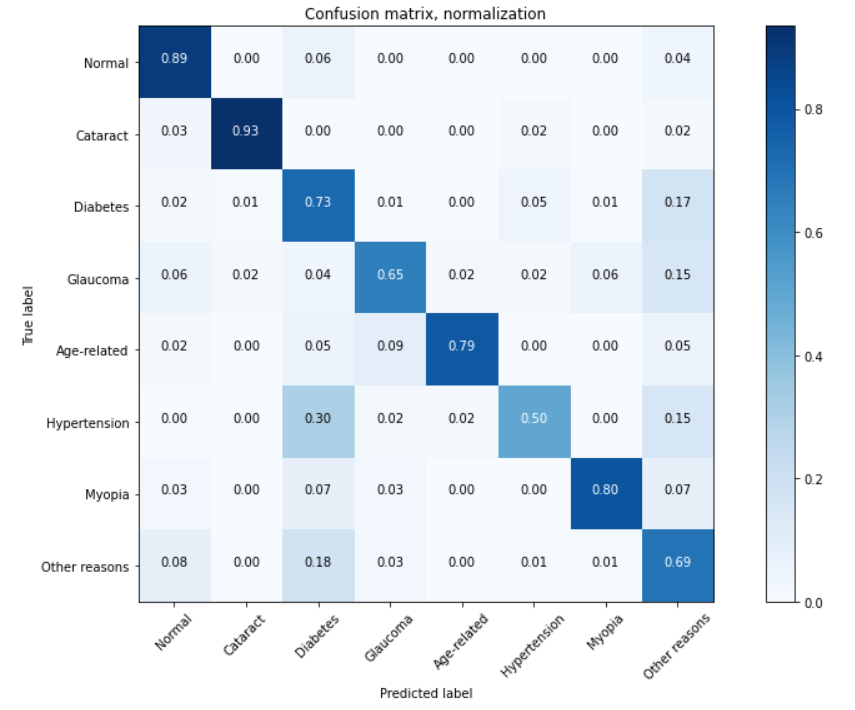 Confusion matrix, normalization
Normal 0.89 0.00 0.06 0.00 0.00 0.00 0.00 0.04
Cataract 0.03 0.93 0.00 0.00 0.00 0.02 0.00 0.02
Diabetes 0.02 0.01 0.73 0.01 0.00 0.05 0.01 0.17
Glaucoma 0.06 0.02 0.04 0.65 0.02 0.02 0.06 0.15
Age-related 0.02 0.00 0.05 0.09 0.79 0.00 0.00 0.05
Hypertension 0.00 0.00 0.30 0.02 0.02 0.50 0.00 0.15
Myopia 0.03 0.00 0.07 0.03 0.00 0.00 0.80 0.07
Other reasons 0.08 0.00 0.18 0.03 0.00 0.01 0.01 0.69
Normal Cataract Diabetes Glaucoma Age-related Hypertension Myopia Other reasons
Predicted label
True label
0.8
0.6
0.4
0.2
0.0